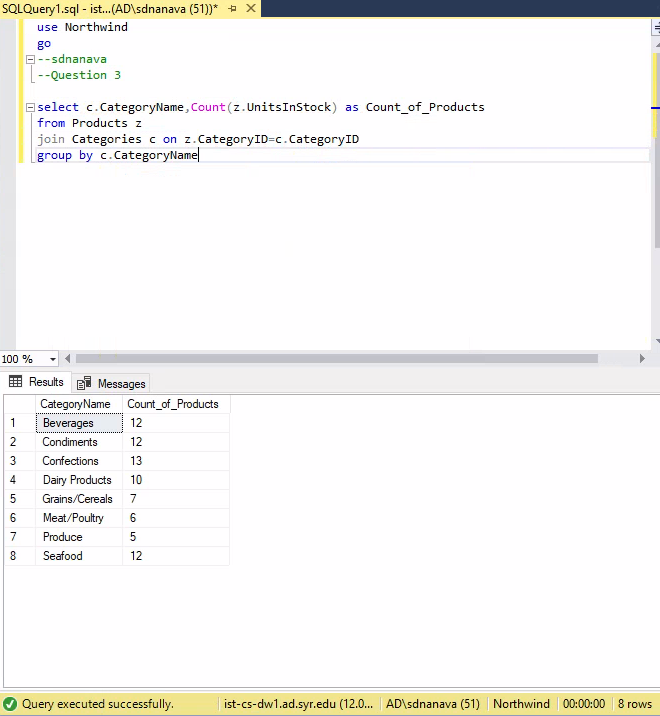 SQLQuery1.sql - ist...(AD\sdnanava (51))*
use Northwind
go
--sdnanava
--Question 3
select c.CategoryName,Count(z.UnitsInStock) as Count_of_Products
from Products z
join Categories c on z.CategoryID=c.CategoryID
group by c.CategoryName
100 %
Results Messages
CategoryName Count_of_Products
1 Beverages 12
2 Condiments 12
3 Confections 13
4 Dairy Products 10
5 Grains/Cereals 7
6 Meat/Poultry 6
7 Produce 5
8 Seafood 12
Query executed successfully. ist-cs-dw1.ad.syr.edu (12.0... AD\sdnanava (51) Northwind 00:00:00 8 rows